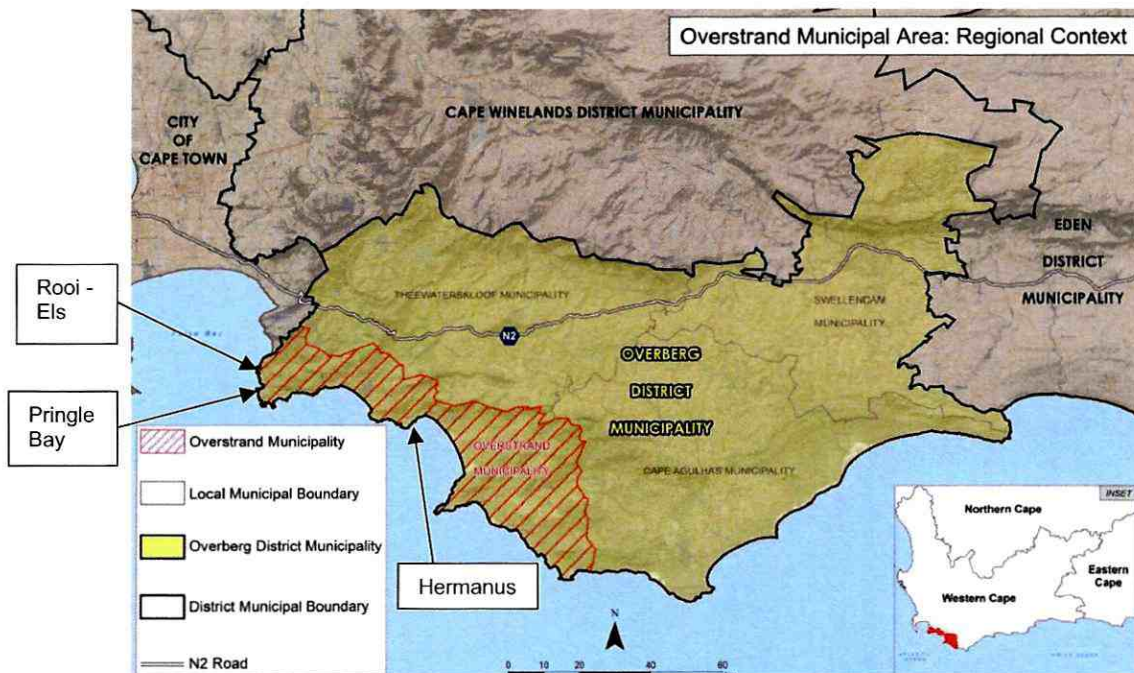 Overstrand Municipal Area: Regional Context
CITY
OF
CAPE TOWN
CAPE WINELANDS DISTRICT MUNICIPALITY
EDEN
DISTRICT
MUNICIPALITY
Rooi -
Els
THEEWATERSKLOOF MUNICIPALITY
SWELLENDAM
MUNICIPALITY
N2
OVERBERG
DISTRICT
MUNICIPALITY
Pringle
Bay
OVERSTRAND
MUNICIPALITY
CAPE AGULHAS MUNICIPALITY
Hermanus
Overstrand Municipality
Local Municipal Boundary
Overberg District Municipality
District Municipal Boundary
N2 Road
N
0 10 20 40 60
INSET
Northern Cape
Eastern
Cape
Western Cape